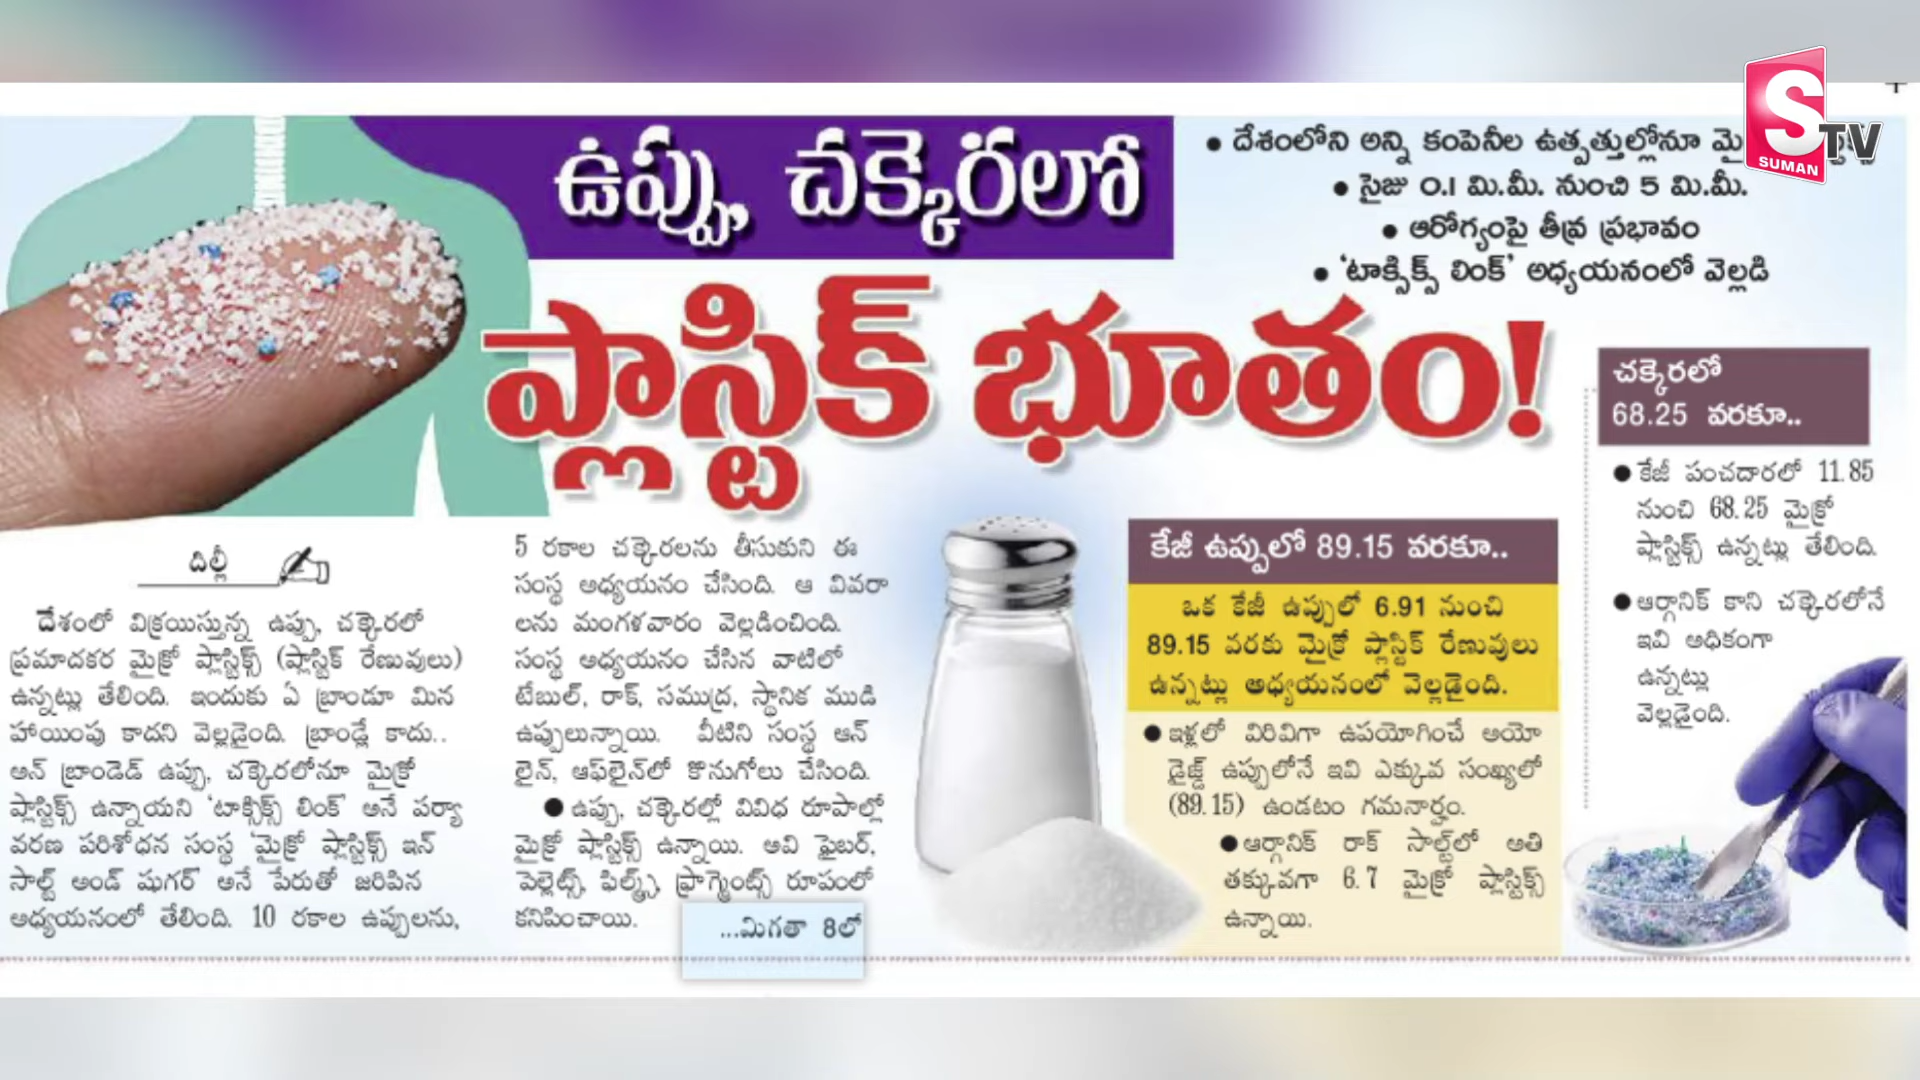 ఉప్పు, చక్కెరలో
ప్లాస్టిక్ భూతం!
• దేశంలోని అన్ని కంపెనీల ఉత్పత్తుల్లోనూ
• సైజు 0.1 మి.మీ. నుంచి 5 మి.మీ.
• ఆరోగ్యంపై తీవ్ర ప్రభావం
• 'టాక్సిక్స్ లింక్' అధ్యయనంలో వెల్లడి
S TV
SUMAN
దిల్లీ
దేశంలో విక్రయిస్తున్న ఉప్పు, చక్కెరలో
ప్రమాదకర మైక్రో ప్లాస్టిక్స్ (ప్లాస్టిక్ రేణువులు)
ఉన్నట్లు తేలింది. ఇందుకు ఏ బ్రాండూ మిన
హాయింపు కాదని వెల్లడైంది. బ్రాండ్లే కాదు..
అన్ బ్రాండెడ్ ఉప్పు, చక్కెరలోనూ మైక్రో
ప్లాస్టిక్స్ ఉన్నాయని 'టాక్సిక్స్ లింక్' అనే పర్యా
వరణ పరిశోధన సంస్థ 'మైక్రో ప్లాస్టిక్స్ ఇన్
సాల్ట్ అండ్ షుగర్' అనే పేరుతో జరిపిన
అధ్యయనంలో తేలింది. 10 రకాల ఉప్పులను,
5 రకాల చక్కెరలను తీసుకుని ఈ
సంస్థ అధ్యయనం చేసింది. ఆ వివరా
లను మంగళవారం వెల్లడించింది.
సంస్థ అధ్యయనం చేసిన వాటిలో
టేబుల్, రాక్, సముద్ర, స్థానిక ముడి
ఉప్పులున్నాయి. వీటిని సంస్థ ఆన్
లైన్, ఆఫ్‌లైన్‌లో కొనుగోలు చేసింది.
● ఉప్పు, చక్కెరల్లో వివిధ రూపాల్లో
మైక్రో ప్లాస్టిక్స్ ఉన్నాయి. అవి ఫైబర్,
పెల్లెట్స్, ఫిల్మ్స్, ఫ్రాగ్మెంట్స్ రూపంలో
కనిపించాయి.
...మిగతా 8లో
కేజీ ఉప్పులో 89.15 వరకూ..
ఒక కేజీ ఉప్పులో 6.91 నుంచి
89.15 వరకు మైక్రో ప్లాస్టిక్ రేణువులు
ఉన్నట్లు అధ్యయనంలో వెల్లడైంది.
● ఇళ్లలో విరివిగా ఉపయోగించే అయో
డైజ్డ్ ఉప్పులోనే ఇవి ఎక్కువ సంఖ్యలో
(89.15) ఉండటం గమనార్హం.
● ఆర్గానిక్ రాక్ సాల్ట్‌లో అతి
తక్కువగా 6.7 మైక్రో ప్లాస్టిక్స్
ఉన్నాయి.
చక్కెరలో
68.25 వరకూ..
● కేజీ పంచదారలో 11.85
నుంచి 68.25 మైక్రో
ప్లాస్టిక్స్ ఉన్నట్లు తేలింది.
● ఆర్గానిక్ కాని చక్కెరలోనే
ఇవి అధికంగా
ఉన్నట్లు
వెల్లడైంది.